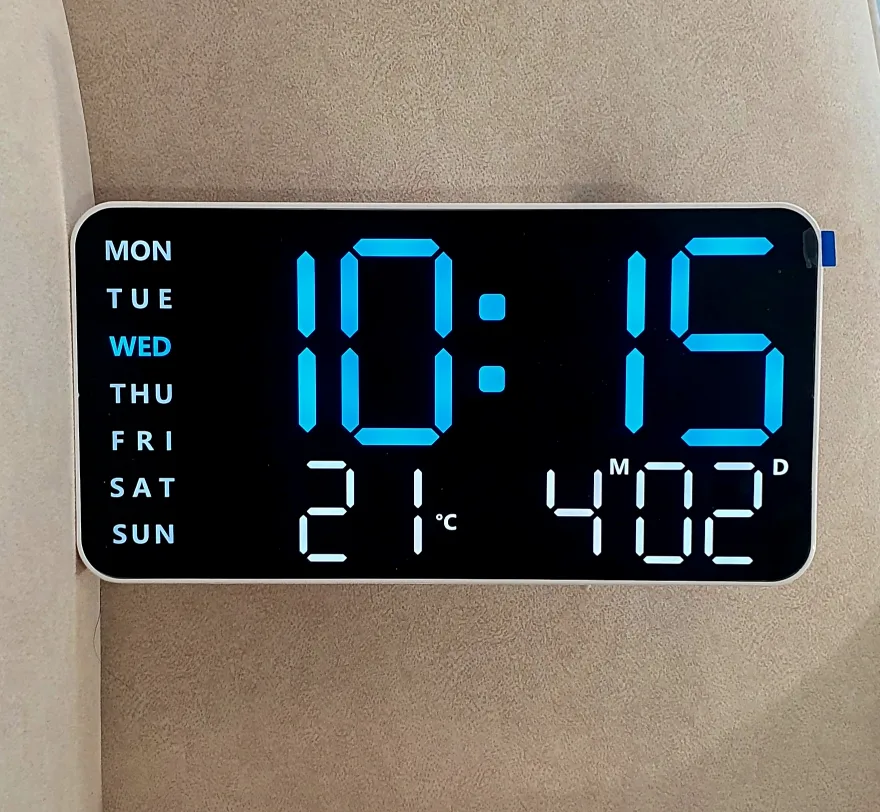 MON
TUE
WED
THU
FRI
SAT
SUN
10:15
21 °C
4 M 02 D